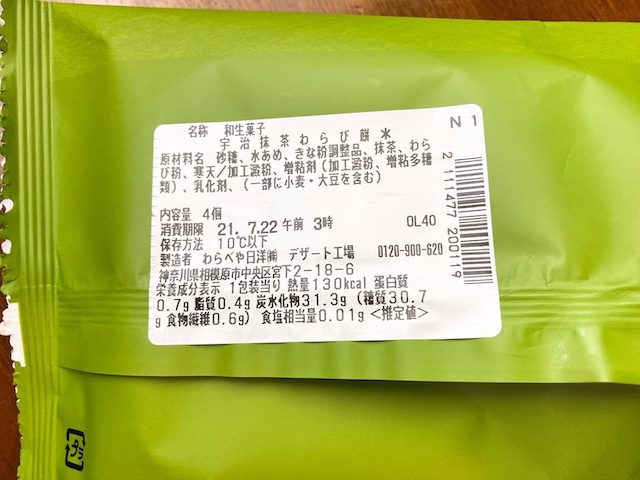 名称 和生菓子
宇治抹茶わらび餅*
N 1
原材料名 砂糖、水あめ、きな粉調整品、抹茶、わら
び粉、寒天/加工澱粉、増粘剤(加工澱粉、増粘多糖
類)、乳化剤、(一部に小麦・大豆を含む)
内容量 4個
消費期限 21. 7.22 午前 3時 OL40
保存方法 10℃以下
製造者 わらべや日洋㈱ デザート工場 0120-900-620
神奈川県相模原市中央区宮下2-18-6
栄養成分表示 1包装当り 熱量130kcal 蛋白質
0.7g 脂質0.4g 炭水化物31.3g (糖質30.7
g 食物繊維0.6g) 食塩相当量0.01g <推定値>
2 111477 200119
プラ